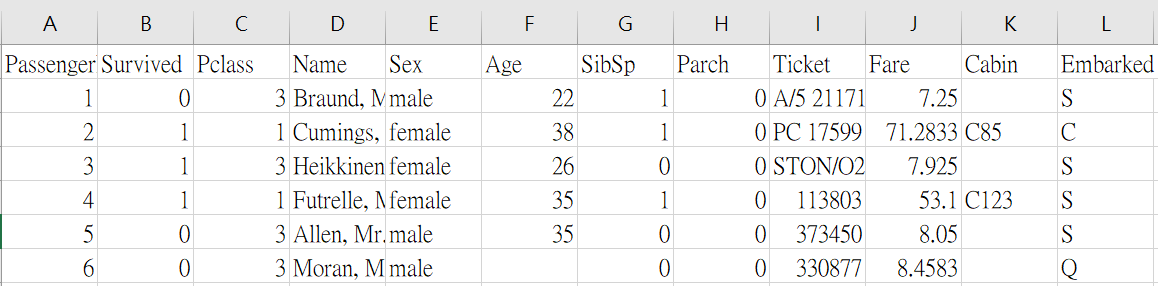 A B C D E F G H I J K L
Passenger Survived Pclass Name Sex Age SibSp Parch Ticket Fare Cabin Embarked
1 0 3 Braund, M male 22 1 0 A/5 21171 7.25 S
2 1 1 Cumings, female 38 1 0 PC 17599 71.2833 C85 C
3 1 3 Heikkinen female 26 0 0 STON/O2 7.925 S
4 1 1 Futrelle, M female 35 1 0 113803 53.1 C123 S
5 0 3 Allen, Mr. male 35 0 0 373450 8.05 S
6 0 3 Moran, M male 0 0 330877 8.4583 Q